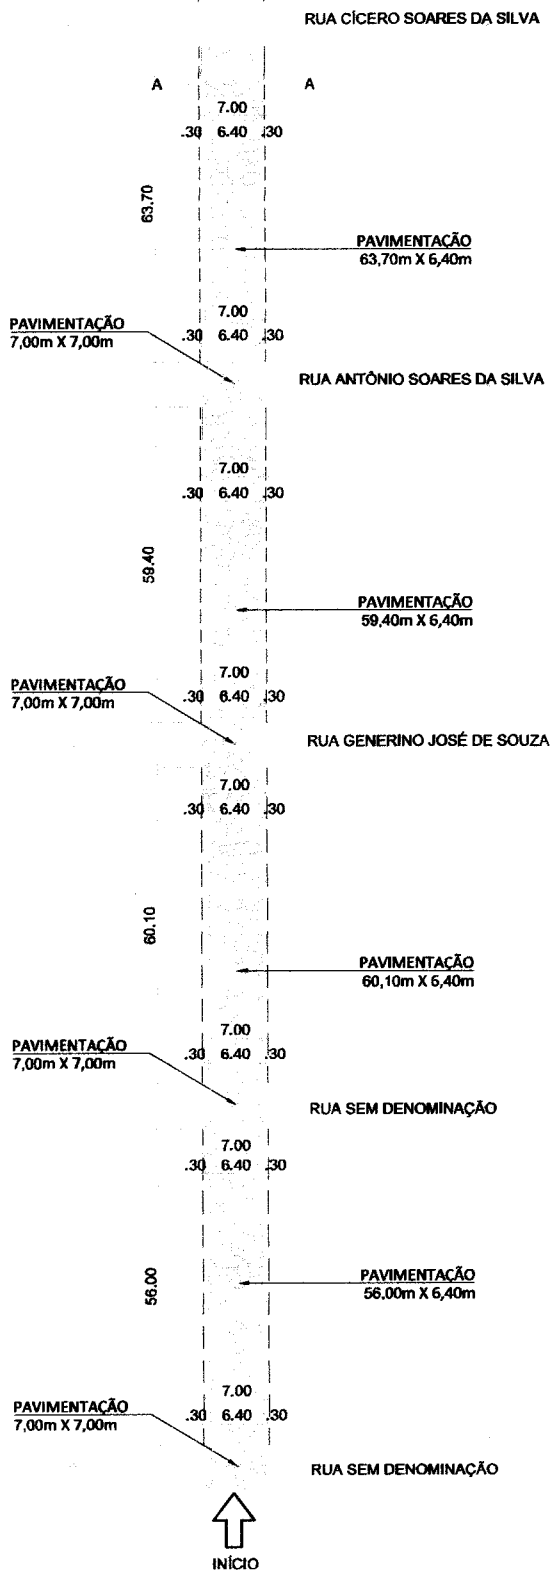 RUA CÍCERO SOARES DA SILVA
A A
7.00
.30 6.40 .30
63.70
PAVIMENTAÇÃO
63,70m X 6,40m
7.00
.30 6.40 .30
PAVIMENTAÇÃO
7,00m X 7,00m
RUA ANTÔNIO SOARES DA SILVA
7.00
.30 6.40 .30
59.40
PAVIMENTAÇÃO
59,40m X 6,40m
7.00
.30 6.40 .30
PAVIMENTAÇÃO
7,00m X 7,00m
RUA GENERINO JOSÉ DE SOUZA
7.00
.30 6.40 .30
60.10
PAVIMENTAÇÃO
60,10m X 6,40m
7.00
.30 6.40 .30
PAVIMENTAÇÃO
7,00m X 7,00m
RUA SEM DENOMINAÇÃO
7.00
.30 6.40 .30
56.00
PAVIMENTAÇÃO
56,00m X 6,40m
7.00
.30 6.40 .30
PAVIMENTAÇÃO
7,00m X 7,00m
RUA SEM DENOMINAÇÃO
INÍCIO